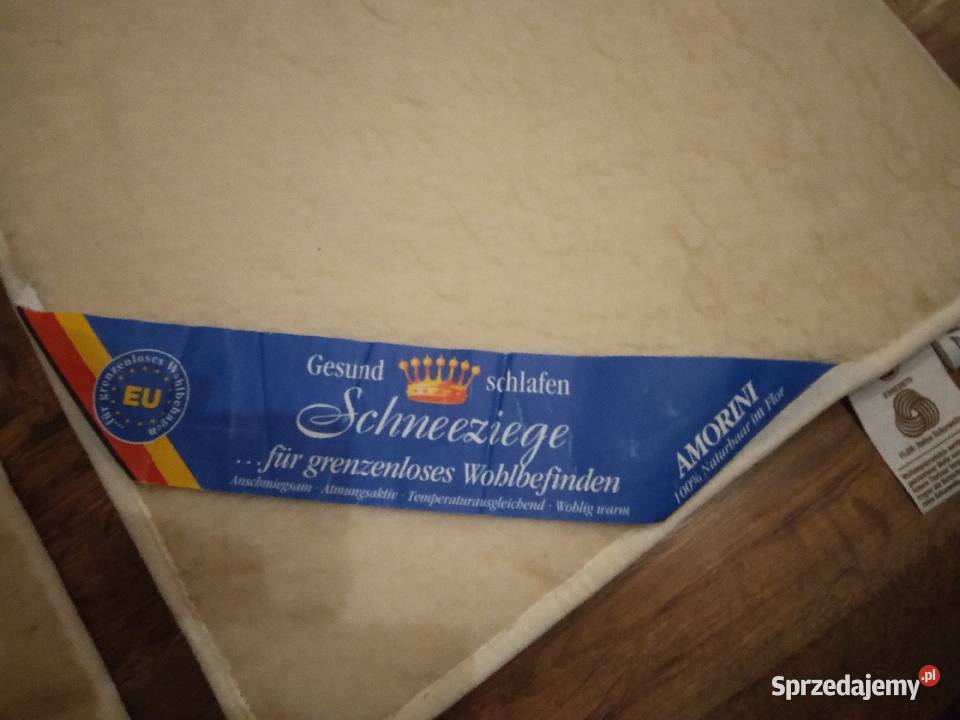 Gesund schlafen
Schneeziege
...für grenzenloses Wohlbefinden
Anschmiegsam · Atmungsaktiv · Temperaturausgleichend · Wohlig warm
...für grenzenloses Wohlbehagen
EU
AMORINI
100% Naturhaar im Flor
Sprzedajemy.pl